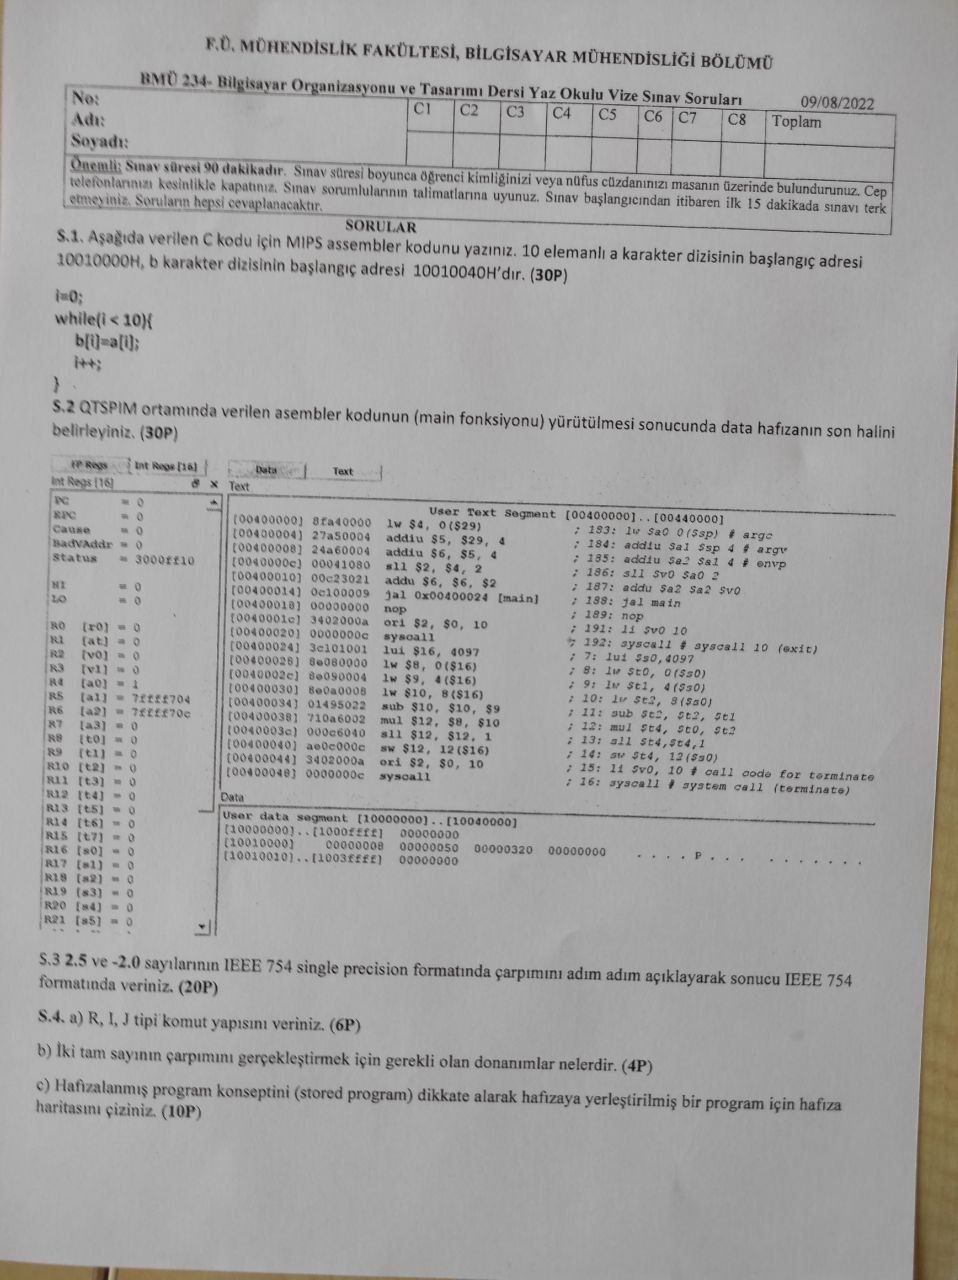 F.Ü. MÜHENDİSLİK FAKÜLTESİ, BİLGİSAYAR MÜHENDİSLİĞİ BÖLÜMÜ
BMÜ 234- Bilgisayar Organizasyonu ve Tasarımı Dersi Yaz Okulu Vize Sınav Soruları 09/08/2022
No: C1 C2 C3 C4 C5 C6 C7 C8 Toplam
Adı:
Soyadı:
Önemli: Sınav süresi 90 dakikadır. Sınav süresi boyunca öğrenci kimliğinizi veya nüfus cüzdanınızı masanın üzerinde bulundurunuz. Cep
telefonlarınızı kesinlikle kapatınız. Sınav sorumlularının talimatlarına uyunuz. Sınav başlangıcından itibaren ilk 15 dakikada sınavı terk
etmeyiniz. Soruların hepsi cevaplanacaktır.
SORULAR
S.1. Aşağıda verilen C kodu için MIPS assembler kodunu yazınız. 10 elemanlı a karakter dizisinin başlangıç adresi
10010000H, b karakter dizisinin başlangıç adresi 10010040H'dır. (30P)
i=0;
while(i < 10){
b[i]=a[i];
i++;
}
S.2 QTSPIM ortamında verilen asembler kodunun (main fonksiyonu) yürütülmesi sonucunda data hafızanın son halini
belirleyiniz. (30P)
FP Regs Int Regs [16] Data Text
Int Regs [16] Text
PC = 0
EPC = 0
Cause = 0
BadVAddr = 0
Status = 3000ff10
HI = 0
LO = 0
R0 [r0] = 0
R1 [at] = 0
R2 [v0] = 0
R3 [v1] = 0
R4 [a0] = 1
R5 [a1] = 7ffff704
R6 [a2] = 7ffff70c
R7 [a3] = 0
R8 [t0] = 0
R9 [t1] = 0
R10 [t2] = 0
R11 [t3] = 0
R12 [t4] = 0
R13 [t5] = 0
R14 [t6] = 0
R15 [t7] = 0
R16 [s0] = 0
R17 [s1] = 0
R18 [s2] = 0
R19 [s3] = 0
R20 [s4] = 0
R21 [s5] = 0
User Text Segment [00400000]..[00440000]
[00400000] 8fa40000 lw $4, 0($29) ; 183: lw $a0 0($sp) # argc
[00400004] 27a50004 addiu $5, $29, 4 ; 184: addiu $a1 $sp 4 # argv
[00400008] 24a60004 addiu $6, $5, 4 ; 185: addiu $a2 $a1 4 # envp
[0040000c] 00041080 sll $2, $4, 2 ; 186: sll $v0 $a0 2
[00400010] 00c23021 addu $6, $6, $2 ; 187: addu $a2 $a2 $v0
[00400014] 0c100009 jal 0x00400024 [main] ; 188: jal main
[00400018] 00000000 nop ; 189: nop
[0040001c] 3402000a ori $2, $0, 10 ; 191: li $v0 10
[00400020] 0000000c syscall ; 192: syscall # syscall 10 (exit)
[00400024] 3c101001 lui $16, 4097 ; 7: lui $s0,4097
[00400028] 8e080000 lw $8, 0($16) ; 8: lw $t0, 0($s0)
[0040002c] 8e090004 lw $9, 4($16) ; 9: lw $t1, 4($s0)
[00400030] 8e0a0008 lw $10, 8($16) ; 10: lw $t2, 8($s0)
[00400034] 01495022 sub $10, $10, $9 ; 11: sub $t2, $t2, $t1
[00400038] 710a6002 mul $12, $8, $10 ; 12: mul $t4, $t0, $t2
[0040003c] 000c6040 sll $12, $12, 1 ; 13: sll $t4,$t4,1
[00400040] ae0c000c sw $12, 12($16) ; 14: sw $t4, 12($s0)
[00400044] 3402000a ori $2, $0, 10 ; 15: li $v0, 10 # call code for terminate
[00400048] 0000000c syscall ; 16: syscall # system call (terminate)
Data
User data segment [10000000]..[10040000]
[10000000]..[1000ffff] 00000000
[10010000] 00000008 00000050 00000320 00000000 . . . . P . . . . . . . . . .
[10010010]..[1003ffff] 00000000
S.3 2.5 ve -2.0 sayılarının IEEE 754 single precision formatında çarpımını adım adım açıklayarak sonucu IEEE 754
formatında veriniz. (20P)
S.4. a) R, I, J tipi komut yapısını veriniz. (6P)
b) İki tam sayının çarpımını gerçekleştirmek için gerekli olan donanımlar nelerdir. (4P)
c) Hafızalanmış program konseptini (stored program) dikkate alarak hafızaya yerleştirilmiş bir program için hafıza
haritasını çiziniz. (10P)